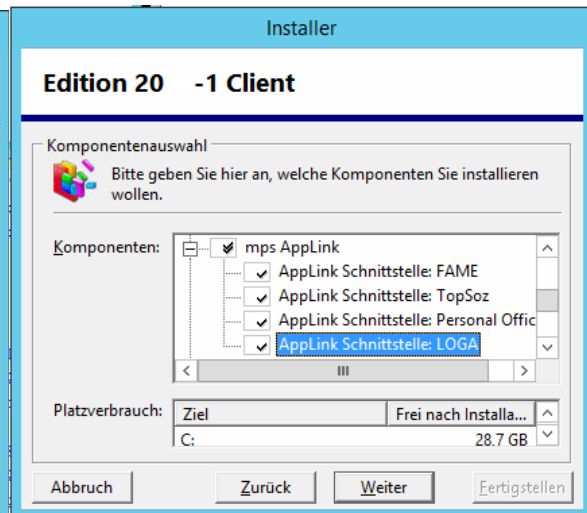 Installer
Edition 20 -1 Client
Komponentenauswahl
Bitte geben Sie hier an, welche Komponenten Sie installieren
wollen.
Komponenten:
mps AppLink
AppLink Schnittstelle: FAME
AppLink Schnittstelle: TopSoz
AppLink Schnittstelle: Personal Offic
AppLink Schnittstelle: LOGA
Platzverbrauch:
Ziel Frei nach Installa...
C: 28.7 GB
Abbruch Zurück Weiter Fertigstellen